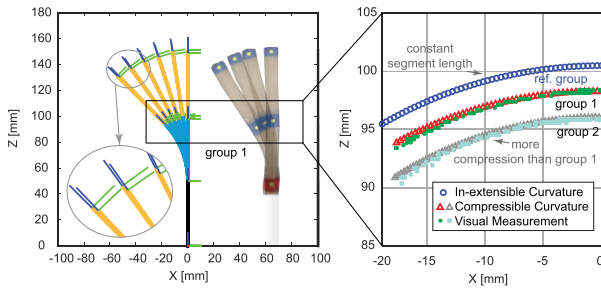 180
160
140
120
100
80
60
40
20
0
Z [mm]
-100 -80 -60 -40 -20 0 20 40 60 80 100
X [mm]
group 1
105
100
95
90
85
Z [mm]
-20 -15 -10 -5 0
X [mm]
constant
segment length
ref. group
group 1
group 2
more
compression than group 1
In-extensible Curvature
Compressible Curvature
Visual Measurement